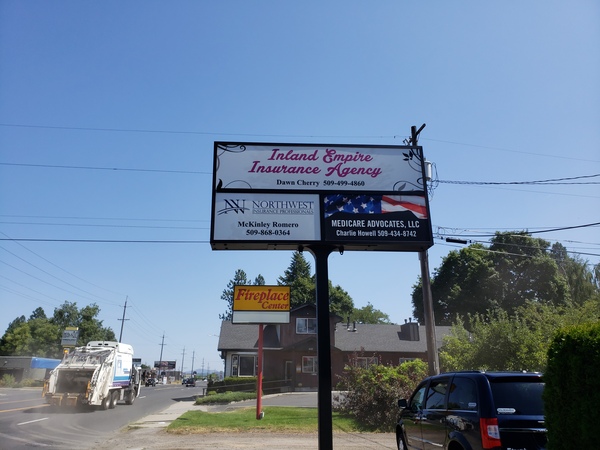 Inland Empire
Insurance Agency
Dawn Cherry 509-499-4860
NORTHWEST
INSURANCE PROFESSIONALS
McKinley Romero
509-868-0364
MEDICARE ADVOCATES, LLC
Charlie Howell 509-434-8742
Fireplace
Center